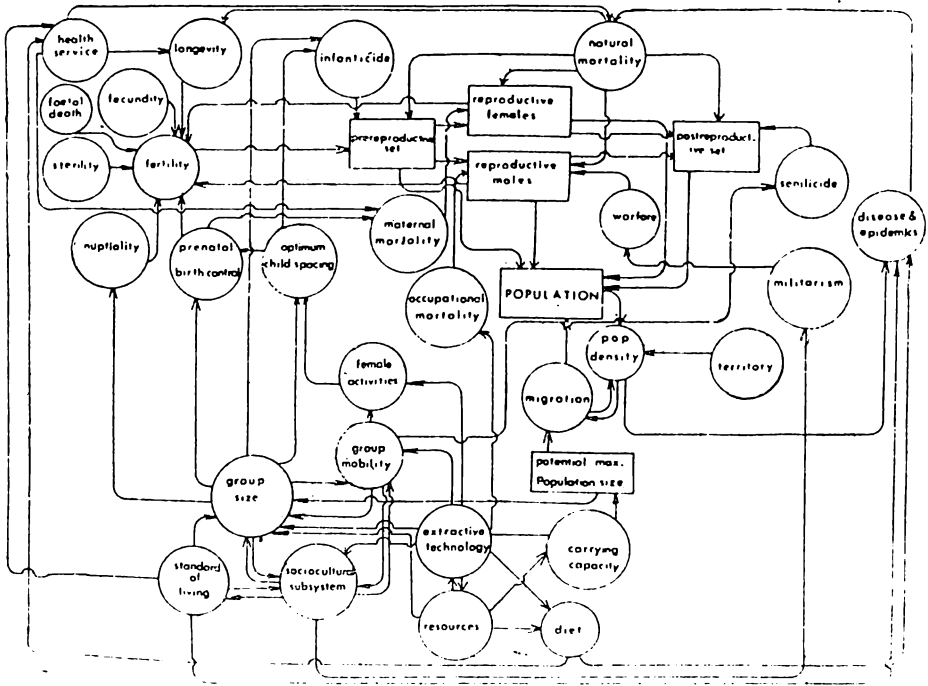 health
service
longevity
infanticide
natural
mortality
foetal
death
fecundity
reproductive
females
prereproductive
set
postreproduct.
ive set
sterility
fertility
reproductive
males
senilicide
warfare
disease &
epidemics
maternal
mortality
nuptiality
prenatal
birth control
optimum
child spacing
occupational
mortality
POPULATION
militarism
pop
density
territory
female
activities
migration
group
mobility
potential max.
Population size
group
size
extractive
technology
carrying
capacity
standard
of
living
sociocultural
subsystem
resources
diet